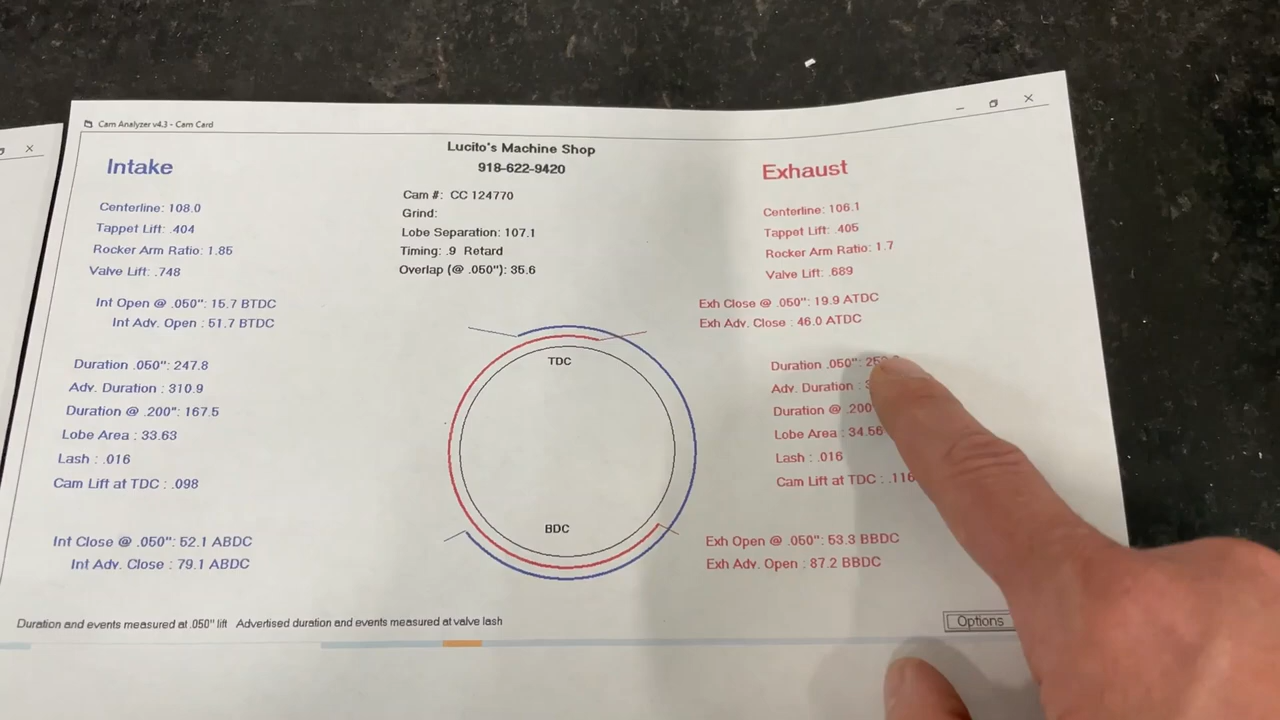 Cam Analyzer v4.3 - Cam Card
Lucito's Machine Shop
918-622-9420
Cam #: CC 124770
Grind:
Lobe Separation: 107.1
Timing: .9 Retard
Overlap (@ .050"): 35.6
Intake
Centerline: 108.0
Tappet Lift: .404
Rocker Arm Ratio: 1.85
Valve Lift: .748
Int Open @ .050": 15.7 BTDC
Int Adv. Open : 51.7 BTDC
Duration .050": 247.8
Adv. Duration : 310.9
Duration @ .200": 167.5
Lobe Area : 33.63
Lash : .016
Cam Lift at TDC : .098
Int Close @ .050": 52.1 ABDC
Int Adv. Close : 79.1 ABDC
TDC
BDC
Exhaust
Centerline: 106.1
Tappet Lift: .405
Rocker Arm Ratio: 1.7
Valve Lift: .689
Exh Close @ .050": 19.9 ATDC
Exh Adv. Close : 46.0 ATDC
Duration .050":
Adv. Duration :
Duration @ .200"
Lobe Area : 34.56
Lash : .016
Cam Lift at TDC : .116
Exh Open @ .050": 53.3 BBDC
Exh Adv. Open : 87.2 BBDC
Duration and events measured at .050" lift Advertised duration and events measured at valve lash
Options